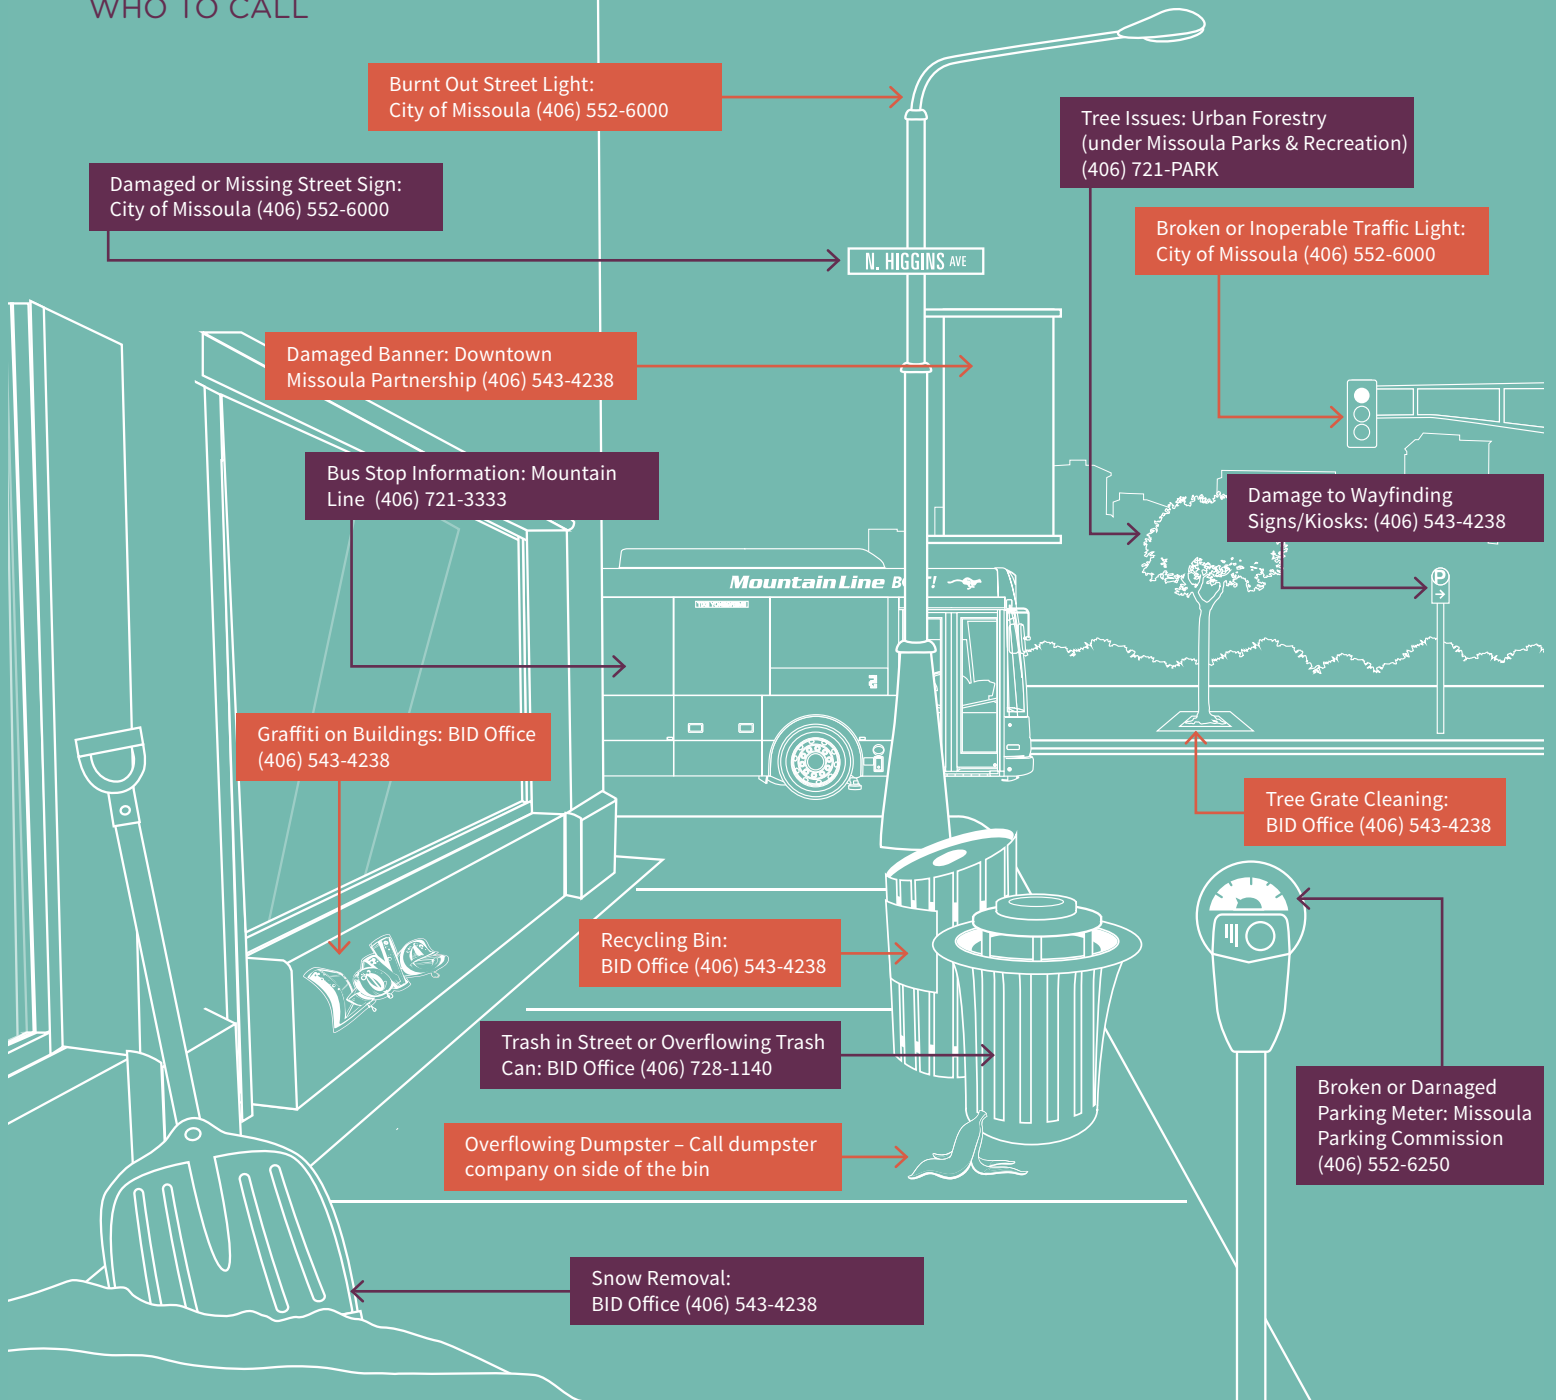 WHO TO CALL
Burnt Out Street Light:
City of Missoula (406) 552-6000
Tree Issues: Urban Forestry
(under Missoula Parks & Recreation)
(406) 721-PARK
Damaged or Missing Street Sign:
City of Missoula (406) 552-6000
Broken or Inoperable Traffic Light:
City of Missoula (406) 552-6000
N. HIGGINS AVE
Damaged Banner: Downtown
Missoula Partnership (406) 543-4238
Bus Stop Information: Mountain
Line (406) 721-3333
Damage to Wayfinding
Signs/Kiosks: (406) 543-4238
Mountain Line
P
Graffiti on Buildings: BID Office
(406) 543-4238
Tree Grate Cleaning:
BID Office (406) 543-4238
Recycling Bin:
BID Office (406) 543-4238
Trash in Street or Overflowing Trash
Can: BID Office (406) 728-1140
Broken or Damaged
Parking Meter: Missoula
Parking Commission
(406) 552-6250
Overflowing Dumpster – Call dumpster
company on side of the bin
Snow Removal:
BID Office (406) 543-4238